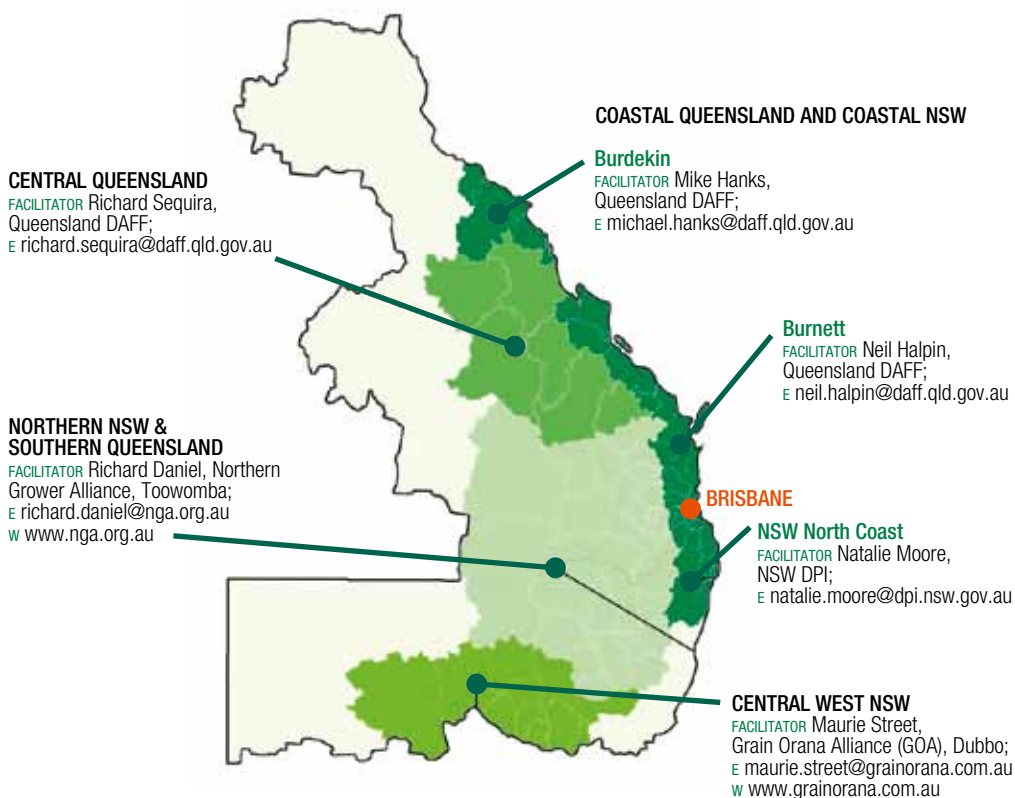 COASTAL QUEENSLAND AND COASTAL NSW
Burdekin
FACILITATOR Mike Hanks,
Queensland DAFF;
E michael.hanks@daff.qld.gov.au
CENTRAL QUEENSLAND
FACILITATOR Richard Sequira,
Queensland DAFF;
E richard.sequira@daff.qld.gov.au
Burnett
FACILITATOR Neil Halpin,
Queensland DAFF;
E neil.halpin@daff.qld.gov.au
NORTHERN NSW &
SOUTHERN QUEENSLAND
FACILITATOR Richard Daniel, Northern
Grower Alliance, Toowomba;
E richard.daniel@nga.org.au
W www.nga.org.au
BRISBANE
NSW North Coast
FACILITATOR Natalie Moore,
NSW DPI;
E natalie.moore@dpi.nsw.gov.au
CENTRAL WEST NSW
FACILITATOR Maurie Street,
Grain Orana Alliance (GOA), Dubbo;
E maurie.street@grainorana.com.au
W www.grainorana.com.au